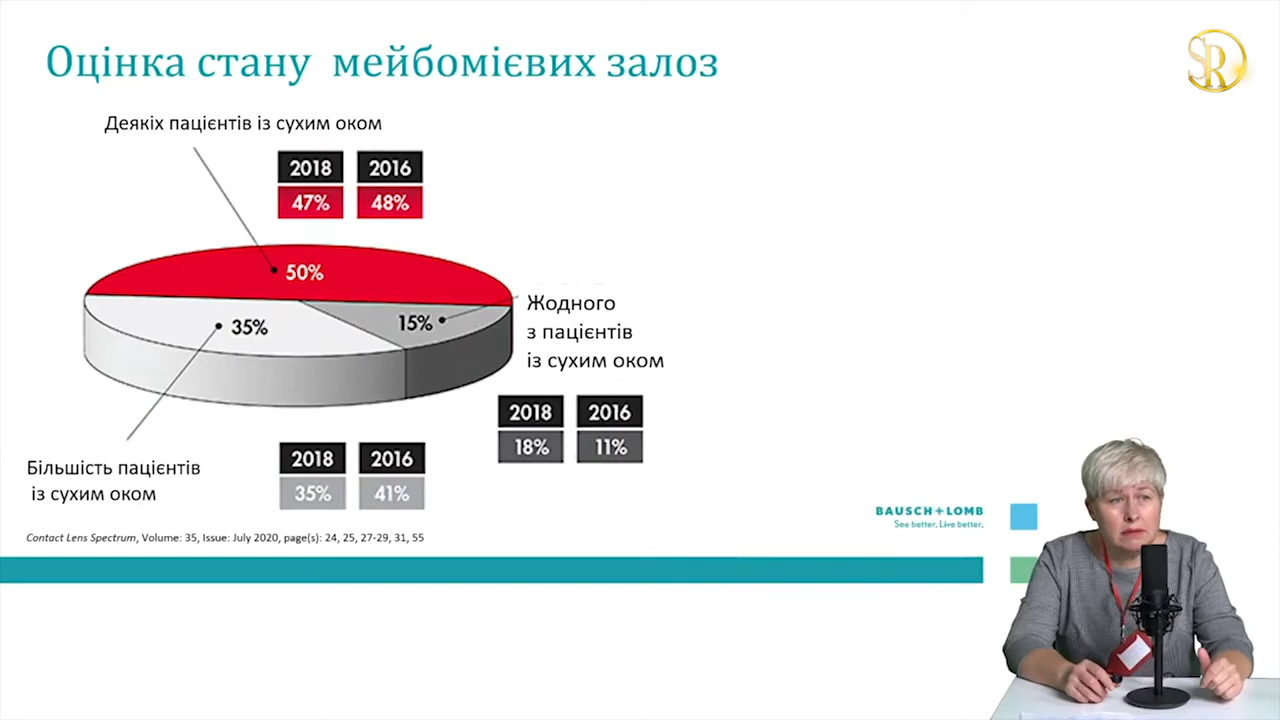 Оцінка стану мейбомієвих залоз
SR
Деякіх пацієнтів із сухим оком
2018 2016
47% 48%
50%
35%
15%
Жодного
з пацієнтів
із сухим оком
2018 2016
18% 11%
2018 2016
35% 41%
Більшість пацієнтів
із сухим оком
BAUSCH + LOMB
See better. Live better.
Contact Lens Spectrum, Volume: 35, Issue: July 2020, page(s): 24, 25, 27-29, 31, 55